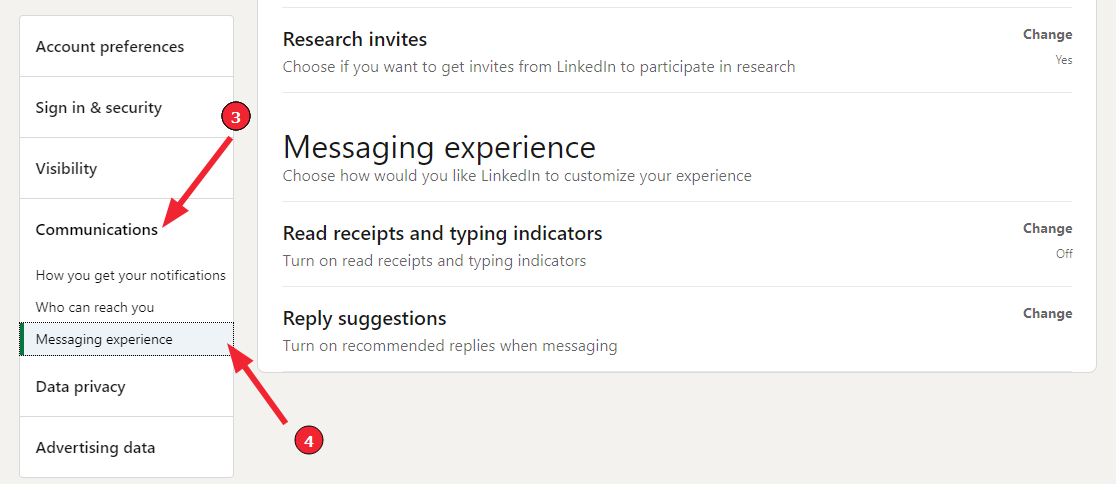 Account preferences
Sign in & security
3
Visibility
Communications
How you get your notifications
Who can reach you
Messaging experience
Data privacy
4
Advertising data
Research invites
Change
Choose if you want to get invites from LinkedIn to participate in research
Yes
Messaging experience
Choose how would you like LinkedIn to customize your experience
Read receipts and typing indicators
Change
Turn on read receipts and typing indicators
Off
Reply suggestions
Change
Turn on recommended replies when messaging